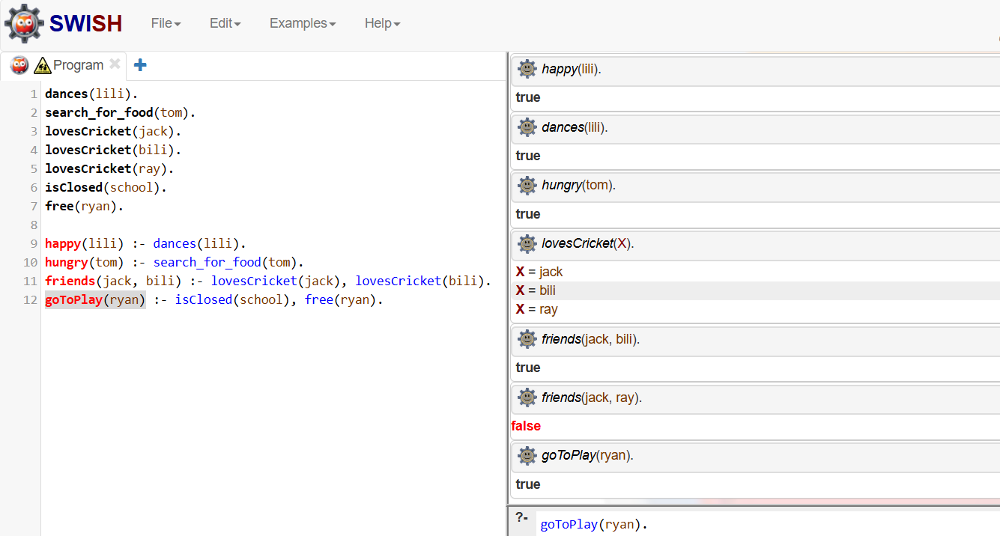 SWISH File Edit Examples Help
Program
1 dances(lili).
2 search_for_food(tom).
3 lovesCricket(jack).
4 lovesCricket(bili).
5 lovesCricket(ray).
6 isClosed(school).
7 free(ryan).
8
9 happy(lili) :- dances(lili).
10 hungry(tom) :- search_for_food(tom).
11 friends(jack, bili) :- lovesCricket(jack), lovesCricket(bili).
12 goToPlay(ryan) :- isClosed(school), free(ryan).
happy(lili).
true
dances(lili).
true
hungry(tom).
true
lovesCricket(X).
X = jack
X = bili
X = ray
friends(jack, bili).
true
friends(jack, ray).
false
goToPlay(ryan).
true
?- goToPlay(ryan).